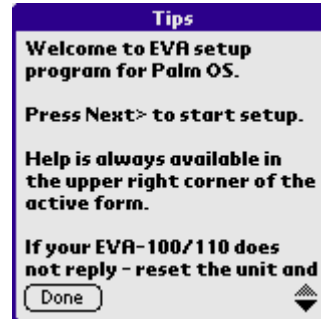 Tips
Welcome to EVA setup
program for Palm OS.
Press Next> to start setup.
Help is always available in
the upper right corner of the
active form.
If your EVA-100/110 does
not reply - reset the unit and
Done